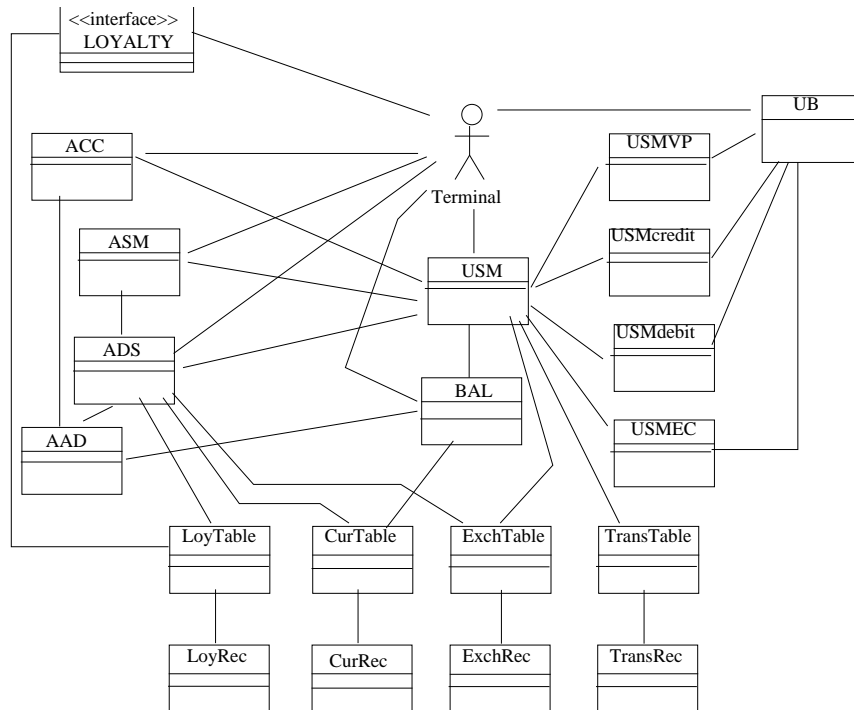 <<interface>>
LOYALTY
UB
ACC
USMVP
Terminal
ASM
USMcredit
USM
ADS
USMdebit
BAL
AAD
USMEC
LoyTable
CurTable
ExchTable
TransTable
LoyRec
CurRec
ExchRec
TransRec